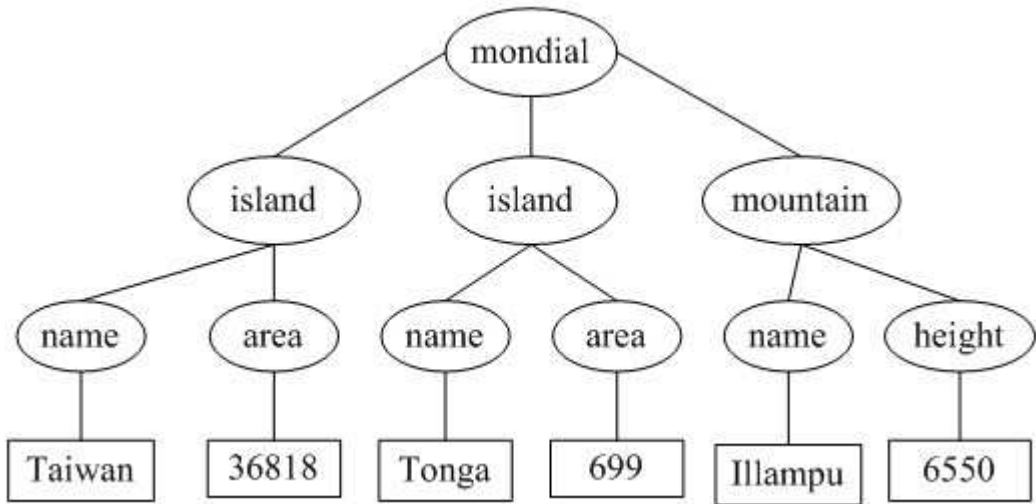 mondial
island island mountain
name area name area name height
Taiwan 36818 Tonga 699 Illampu 6550